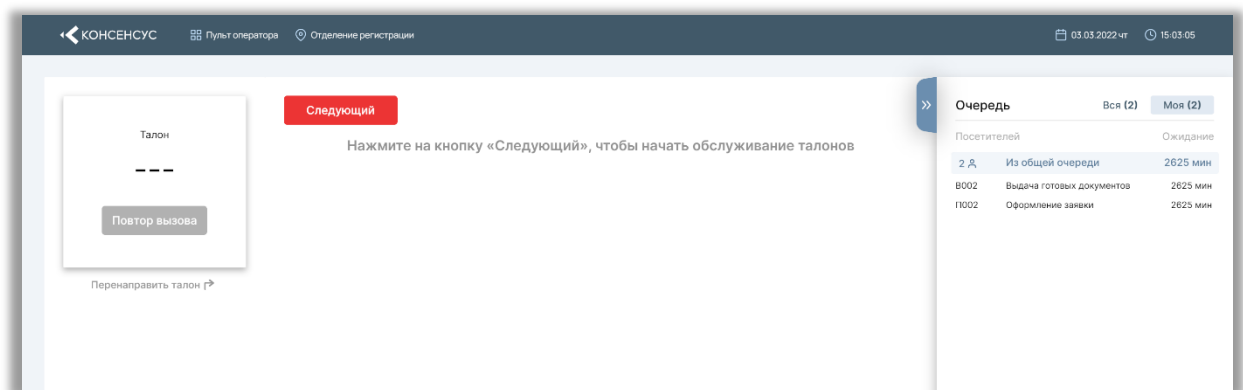 КОНСЕНСУС Пульт оператора Отделение регистрации 03.03.2022 чт 15:03:05
Талон
---
Повтор вызова
Перенаправить талон
Следующий
Нажмите на кнопку «Следующий», чтобы начать обслуживание талонов
Очередь Вся (2) Моя (2)
Посетителей Ожидание
2 Из общей очереди 2625 мин
В002 Выдача готовых документов 2625 мин
П002 Оформление заявки 2625 мин